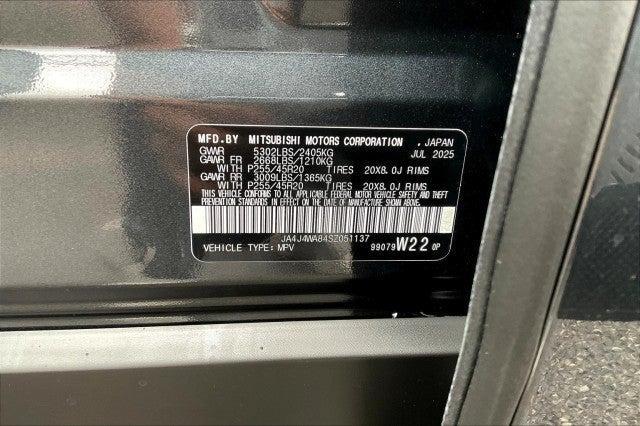 MFD.BY MITSUBISHI MOTORS CORPORATION , JAPAN
GVWR 5302LBS/2405KG JUL 2025
GAWR FR 2668LBS/1210KG
WITH P255/45R20 TIRES 20X8.0J RIMS
GAWR RR 3009LBS/1365KG
WITH P255/45R20 TIRES 20X8.0J RIMS
THIS VEHICLE CONFORMS TO ALL APPLICABLE
FEDERAL MOTOR VEHICLE SAFETY AND THEFT
PREVENTION STANDARDS IN EFFECT ON THE DATE OF MANUFACTURE SHOWN ABOVE.
JA4J4WA84SZ051137
VEHICLE TYPE: MPV 99079 W22 0P